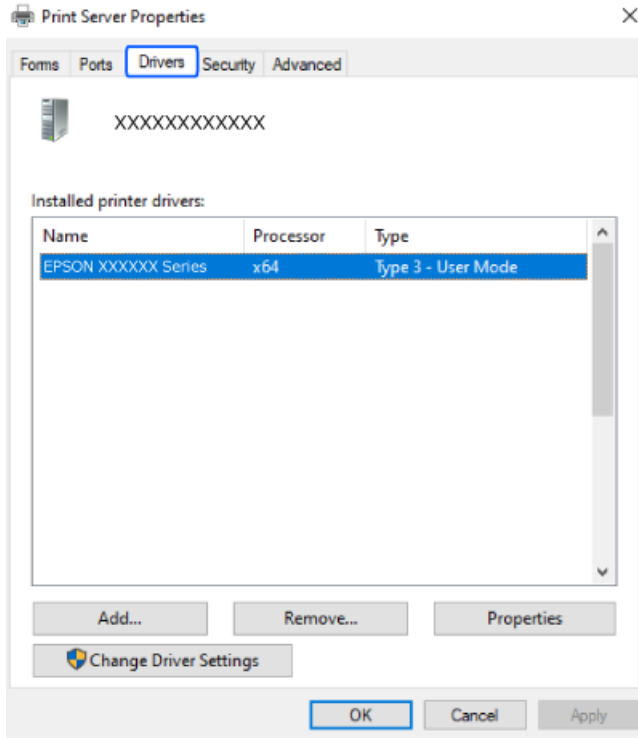 Print Server Properties
Forms Ports Drivers Security Advanced
XXXXXXXXXXXX
Installed printer drivers:
Name Processor Type
EPSON XXXXXX Series x64 Type 3 - User Mode
Add... Remove... Properties
Change Driver Settings
OK Cancel Apply